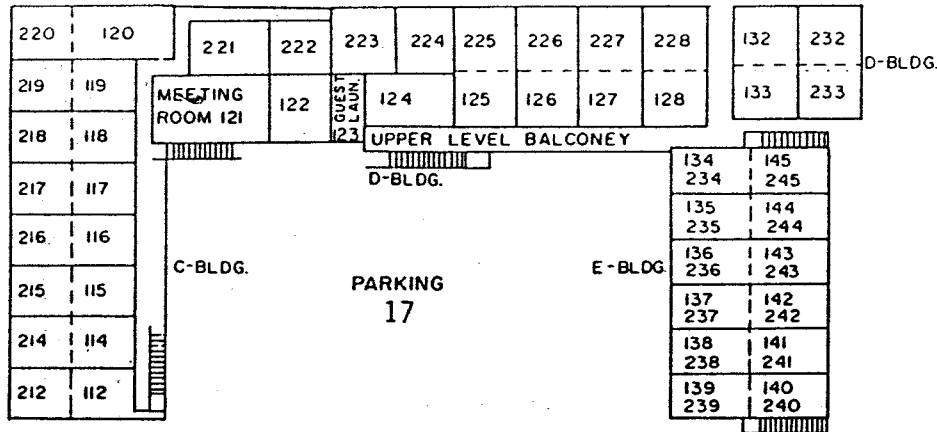 220 120
221 222 223 224 225 226 227 228
132 232
D-BLDG.
133 233
219 119
MEETING
ROOM 121
122
GUEST
LAUN.
123
124 125 126 127 128
UPPER LEVEL BALCONEY
D-BLDG.
218 118
217 117
216 116
215 115
214 114
212 112
C-BLDG.
PARKING
17
E-BLDG.
134 145
234 245
135 144
235 244
136 143
236 243
137 142
237 242
138 141
238 241
139 140
239 240